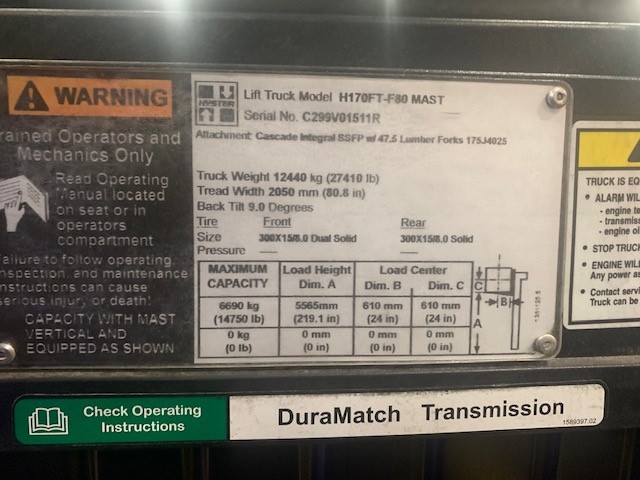 WARNING
rained Operators and
Mechanics Only
Read Operating
Manual located
on seat or in
operators
compartment
ailure to follow operating,
nspection, and maintenance
nstructions can cause
serious injury or death!
CAPACITY WITH MAST
VERTICAL AND
EQUIPPED AS SHOWN
HYSTER
Lift Truck Model H170FT-F80 MAST
Serial No. C299V01511R
Attachment: Cascade Integral SSFP w/ 47.5 Lumber Forks 175J4025
Truck Weight 12440 kg (27410 lb)
Tread Width 2050 mm (80.8 in)
Back Tilt 9.0 Degrees
Tire Front Rear
Size 300X15/8.0 Dual Solid 300X15/8.0 Solid
Pressure
MAXIMUM CAPACITY Load Height Dim. A Load Center Dim. B Dim. C
6690 kg 5565mm 610 mm 610 mm
(14750 lb) (219.1 in) (24 in) (24 in)
0 kg 0 mm 0 mm 0 mm
(0 lb) (0 in) (0 in) (0 in)
C
B
A
TRUCK IS EQ
• ALARM WIL
- engine te
- transmiss
- engine oi
• STOP TRUCK
• ENGINE WILL
Any power as
• Contact servi
Truck can be
Check Operating
Instructions
DuraMatch Transmission
1589397.02